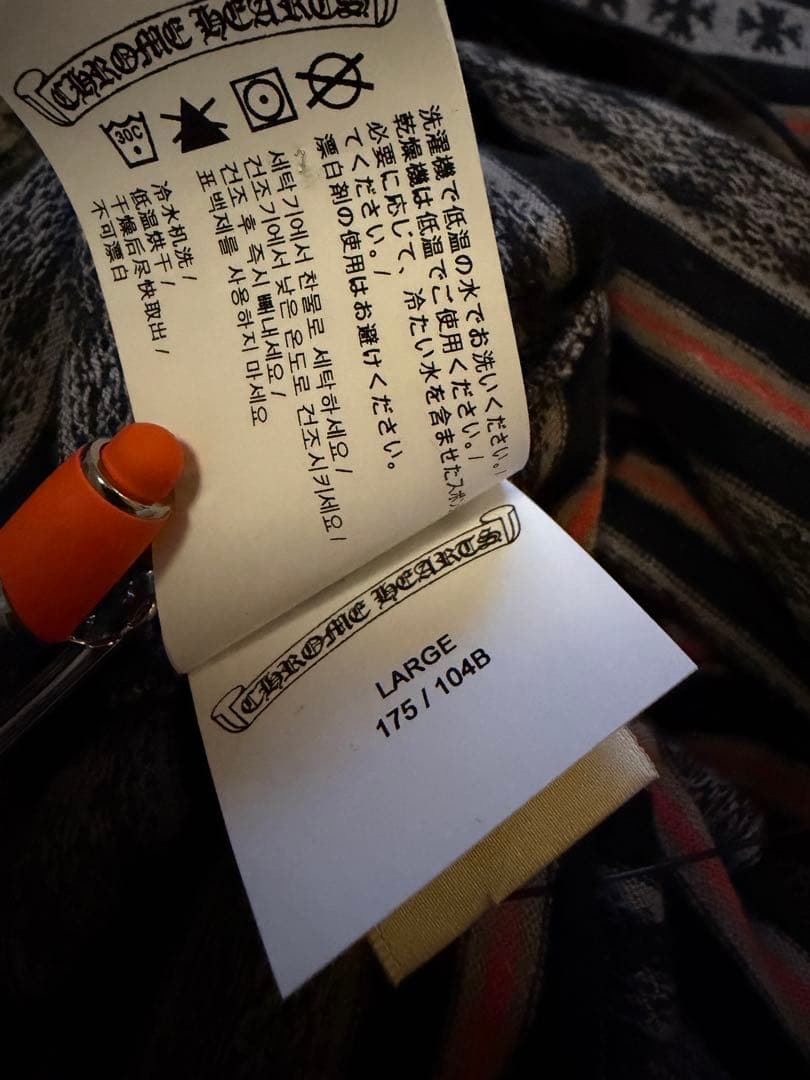 CHROME HEARTS
30C
洗濯機で低温の水でお洗いください。/
乾燥機は低温でご使用ください。/
必要に応じて、冷たい水を含ませたスポン
てください。/
漂白剤の使用はお避けください。
세탁기에서 찬물로 세탁하세요/
건조기에서 낮은 온도로 건조시키세요/
건조 후 즉시 빼내세요/
표백제를 사용하지 마세요
冷水机洗/
低温烘干/
干燥后尽快取出/
不可漂白
CHROME HEARTS
LARGE
175 / 104B